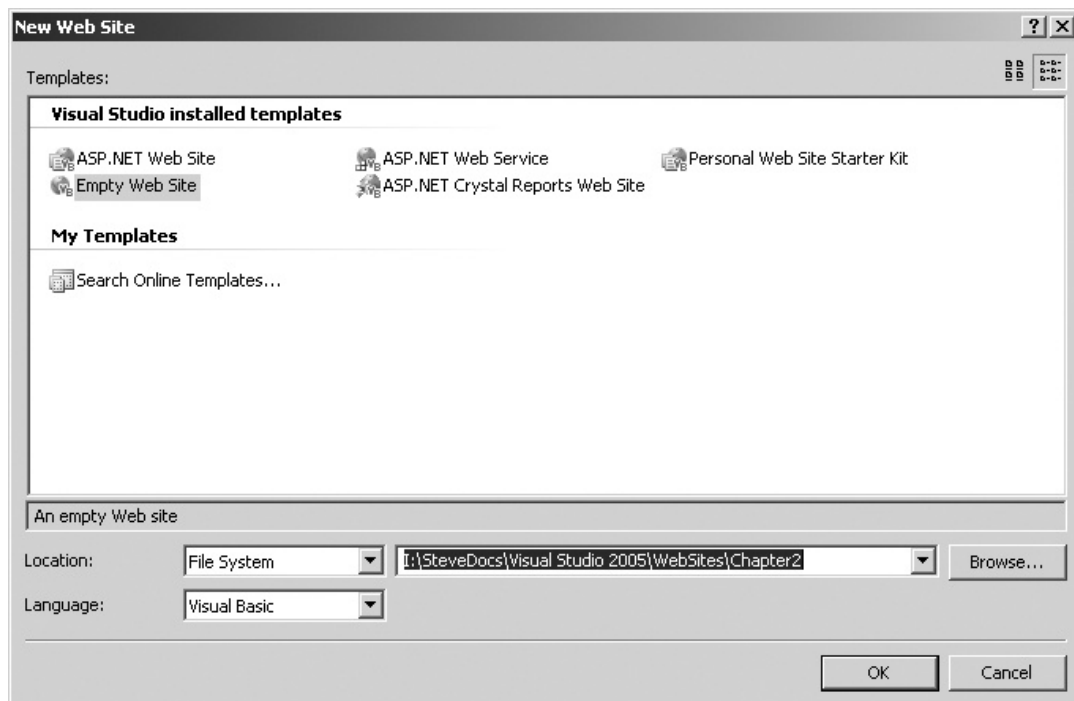 New Web Site
Templates:
Visual Studio installed templates
ASP.NET Web Site
ASP.NET Web Service
Personal Web Site Starter Kit
Empty Web Site
ASP.NET Crystal Reports Web Site
My Templates
Search Online Templates...
An empty Web site
Location:
File System
I:\SteveDocs\Visual Studio 2005\WebSites\Chapter2
Browse...
Language:
Visual Basic
OK
Cancel